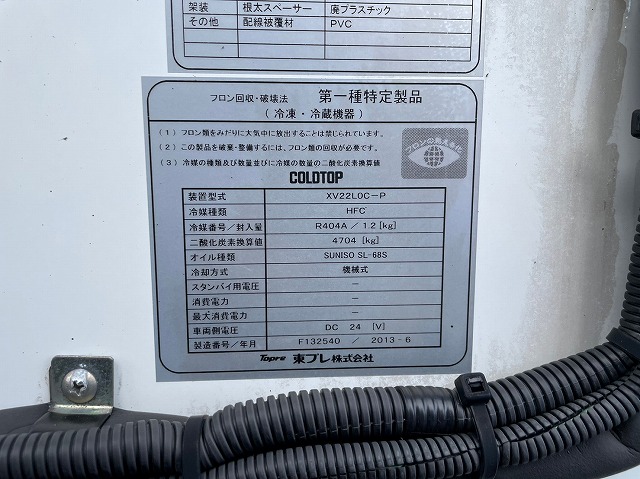 架装 根太スペーサー 廃プラスチック
その他 配線被覆材 PVC
フロン回収・破壊法 第一種特定製品
(冷凍・冷蔵機器)
(1) フロン類をみだりに大気中に放出することは禁じられています。
(2) この製品を破棄・整備するには、フロン類の回収が必要です。
(3) 冷媒の種類及び数量並びに冷媒の数量の二酸化炭素換算値
フロンの見える化
COLDTOP
装置型式 XV22L0C-P
冷媒種類 HFC
冷媒番号/封入量 R404A / 1.2 [kg]
二酸化炭素換算値 4704 [kg]
オイル種類 SUNISO SL-68S
冷却方式 機械式
スタンバイ用電圧 -
消費電力 -
最大消費電力 -
車両側電圧 DC 24 [V]
製造番号/年月 F132540 / 2013-6
Topre 東プレ株式会社